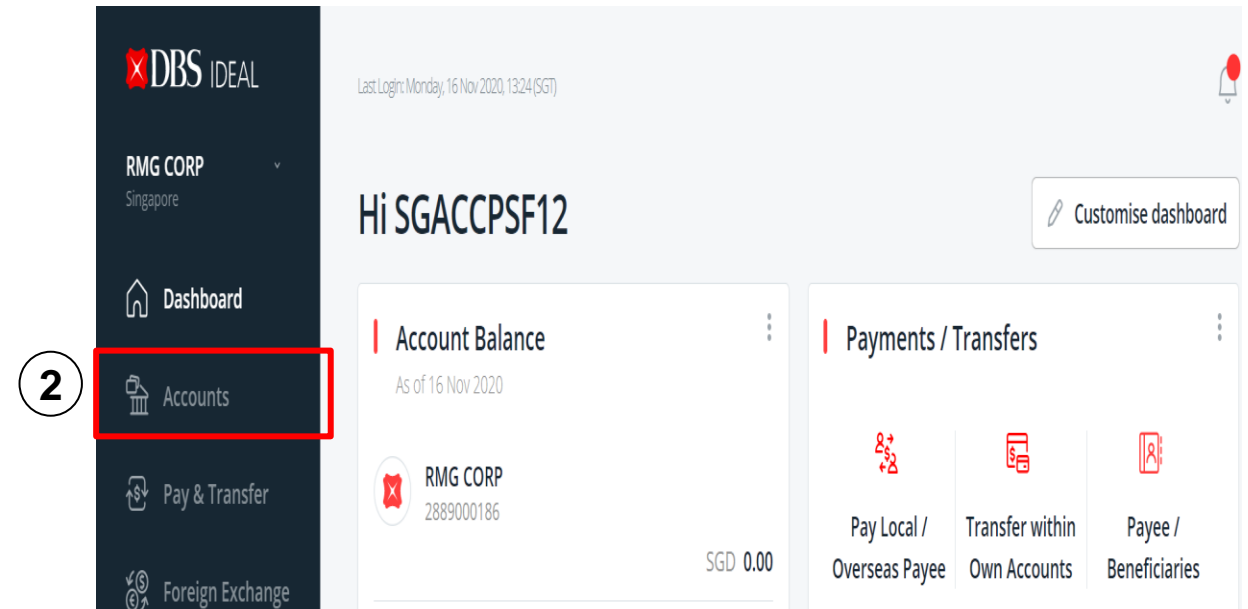 DBS IDEAL
Last Login: Monday, 16 Nov 2020, 13:24 (SGT)
RMG CORP
Singapore
Hi SGACCPSF12
Customise dashboard
Dashboard
Account Balance
As of 16 Nov 2020
Payments / Transfers
2
Accounts
RMG CORP
2889000186
SGD 0.00
Pay Local /
Overseas Payee
Transfer within
Own Accounts
Payee /
Beneficiaries
Pay & Transfer
Foreign Exchange